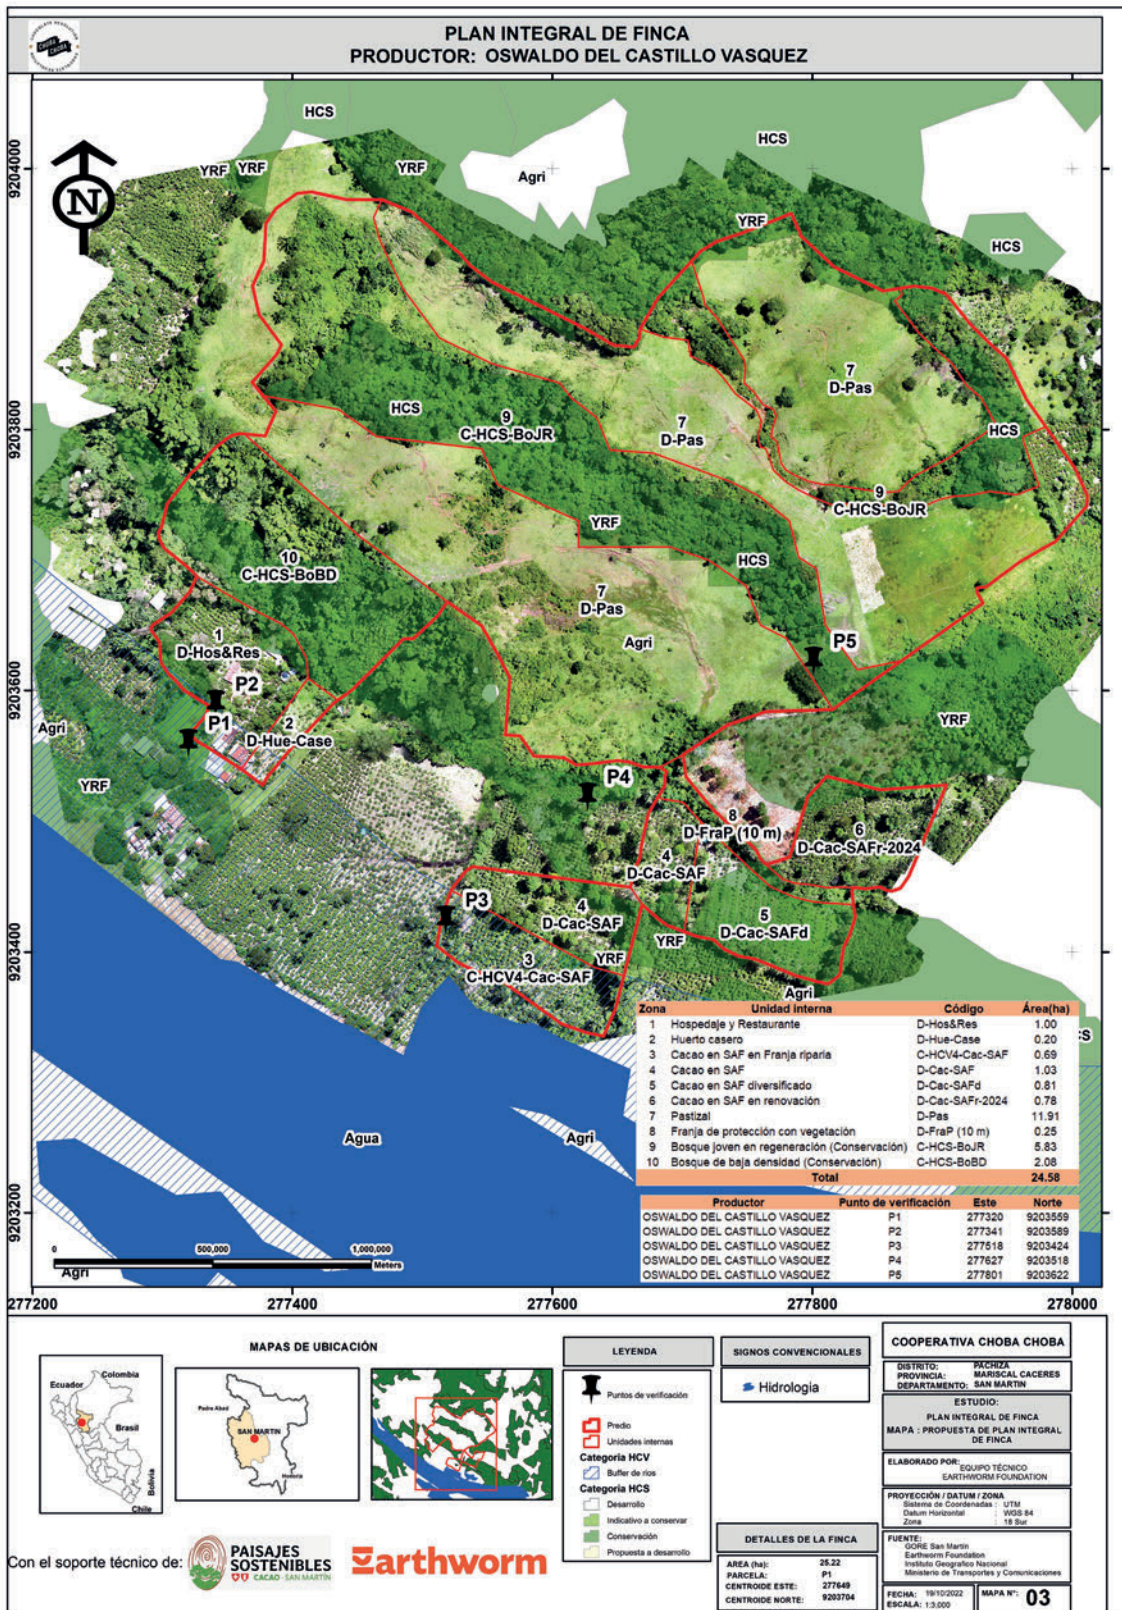 PLAN INTEGRAL DE FINCA
PRODUCTOR: OSWALDO DEL CASTILLO VASQUEZ
CHOBA CHOBA
9204000
9203800
9203600
9203400
9203200
N
HCS
HCS
YRF
YRF
YRF
Agri
YRF
HCS
7
D-Pas
HCS
9
C-HCS-BoJR
7
D-Pas
HCS
9
C-HCS-BoJR
YRF
HCS
10
C-HCS-BoBD
7
D-Pas
Agri
1
D-Hos&Res
P2
P1
2
D-Hue-Case
P5
YRF
Agri
YRF
P4
8
D-FraP (10 m)
6
D-Cac-SAFr-2024
4
D-Cac-SAF
P3
4
D-Cac-SAF
5
D-Cac-SAFd
YRF
YRF
3
C-HCV4-Cac-SAF
Agri
Agua
Agri
Agri
Zona Unidad interna Código Área(ha)
1 Hospedaje y Restaurante D-Hos&Res 1.00
2 Huerto casero D-Hue-Case 0.20
3 Cacao en SAF en Franja riparia C-HCV4-Cac-SAF 0.69
4 Cacao en SAF D-Cac-SAF 1.03
5 Cacao en SAF diversificado D-Cac-SAFd 0.81
6 Cacao en SAF en renovación D-Cac-SAFr-2024 0.78
7 Pastizal D-Pas 11.91
8 Franja de protección con vegetación D-FraP (10 m) 0.25
9 Bosque joven en regeneración (Conservación) C-HCS-BoJR 5.83
10 Bosque de baja densidad (Conservación) C-HCS-BoBD 2.08
Total 24.58
Productor Punto de verificación Este Norte
OSWALDO DEL CASTILLO VASQUEZ P1 277320 9203559
OSWALDO DEL CASTILLO VASQUEZ P2 277341 9203589
OSWALDO DEL CASTILLO VASQUEZ P3 277518 9203424
OSWALDO DEL CASTILLO VASQUEZ P4 277627 9203518
OSWALDO DEL CASTILLO VASQUEZ P5 277801 9203622
0 500,000 1,000,000
Meters
277200 277400 277600 277800 278000
MAPAS DE UBICACIÓN
Ecuador
Colombia
Brasil
Bolivia
Chile
Padre Abad
SAN MARTIN
LEYENDA
Puntos de verificación
Predio
Unidades internas
Categoria HCV
Buffer de rios
Categoria HCS
Desarrollo
Indicativo a conservar
Conservación
Propuesta a desarrollo
SIGNOS CONVENCIONALES
Hidrologia
DETALLES DE LA FINCA
AREA (ha): 25.22
PARCELA: P1
CENTROIDE ESTE: 277649
CENTROIDE NORTE: 9203704
COOPERATIVA CHOBA CHOBA
DISTRITO: PACHIZA
PROVINCIA: MARISCAL CACERES
DEPARTAMENTO: SAN MARTIN
ESTUDIO:
PLAN INTEGRAL DE FINCA
MAPA : PROPUESTA DE PLAN INTEGRAL
DE FINCA
ELABORADO POR:
EQUIPO TÉCNICO
EARTHWORM FOUNDATION
PROYECCIÓN / DATUM / ZONA
Sistema de Coordenadas : UTM
Datum Horizontal : WGS 84
Zona : 18 Sur
FUENTE:
GORE San Martin
Earthworm Foundation
Instituto Geografico Nacional
Ministerio de Transportes y Comunicaciones
FECHA: 19/10/2022
ESCALA: 1:3,000
MAPA N°: 03
Con el soporte técnico de:
PAISAJES
SOSTENIBLES
CACAO - SAN MARTÍN
Earthworm